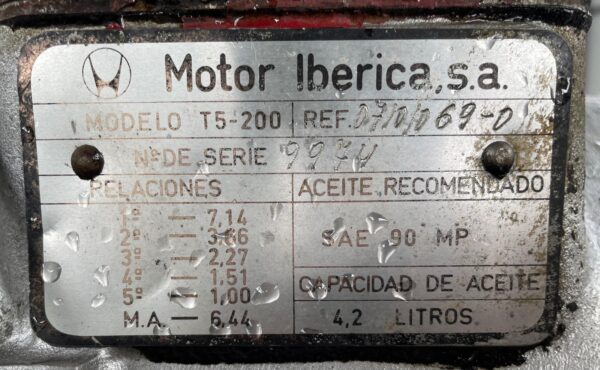 Motor Iberica,s.a.
MODELO T5-200 REF.
Nº DE SERIE
RELACIONES
1ª — 7,14
2ª — 3,66
3ª — 2,27
4ª — 1,51
5ª — 1,00
M.A. — 6,44
ACEITE RECOMENDADO
SAE 90 MP
CAPACIDAD DE ACEITE
4,2 LITROS